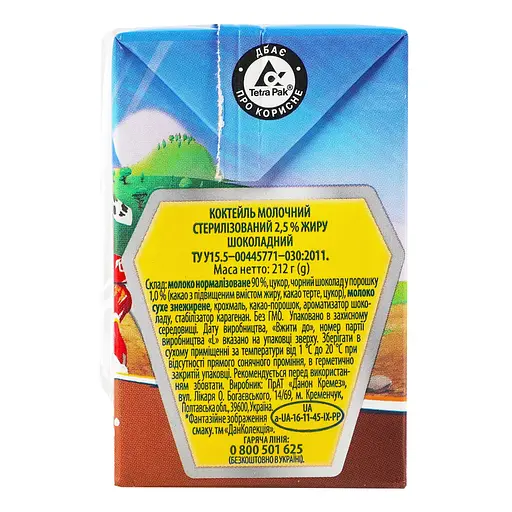 ДБАЄ
Tetra Pak®
ПРО КОРИСНЕ
КОКТЕЙЛЬ МОЛОЧНИЙ
СТЕРИЛІЗОВАНИЙ 2,5 % ЖИРУ
ШОКОЛАДНИЙ
ТУ У15.5–00445771–030:2011.
Маса нетто: 212 г (g)
Склад: молоко нормалізоване 90%, цукор, чорний шоколад у порошку
1,0 % (какао з підвищеним вмістом жиру, какао терте, цукор), молоко
сухе знежирене, крохмаль, какао-порошок, ароматизатор шоко-
ладу, стабілізатор карагенан. Без ГМО. Упаковано в захисному
середовищі. Дату виробництва, «Вжити до», номер партії
виробництва «L» вказано на упаковці зверху. Зберігати в
сухому приміщенні за температури від 1 °С до 20 °С при
відсутності прямого сонячного проміння, в герметично
закритій упаковці. Рекомендується перед використан-
ням збовтати. Виробник: ПрАТ «Данон Кремез»,
вул. Лікаря О. Богаєвського, 14/69, м. Кременчук,
Полтавська обл., 39600, Україна.
UA
*Фантазійне зображення a-UA-16-11-45-IX-PP
смаку. тм „ДанКолекція".
ГАРЯЧА ЛІНІЯ:
0 800 501 625
(БЕЗКОШТОВНО В УКРАЇНІ).